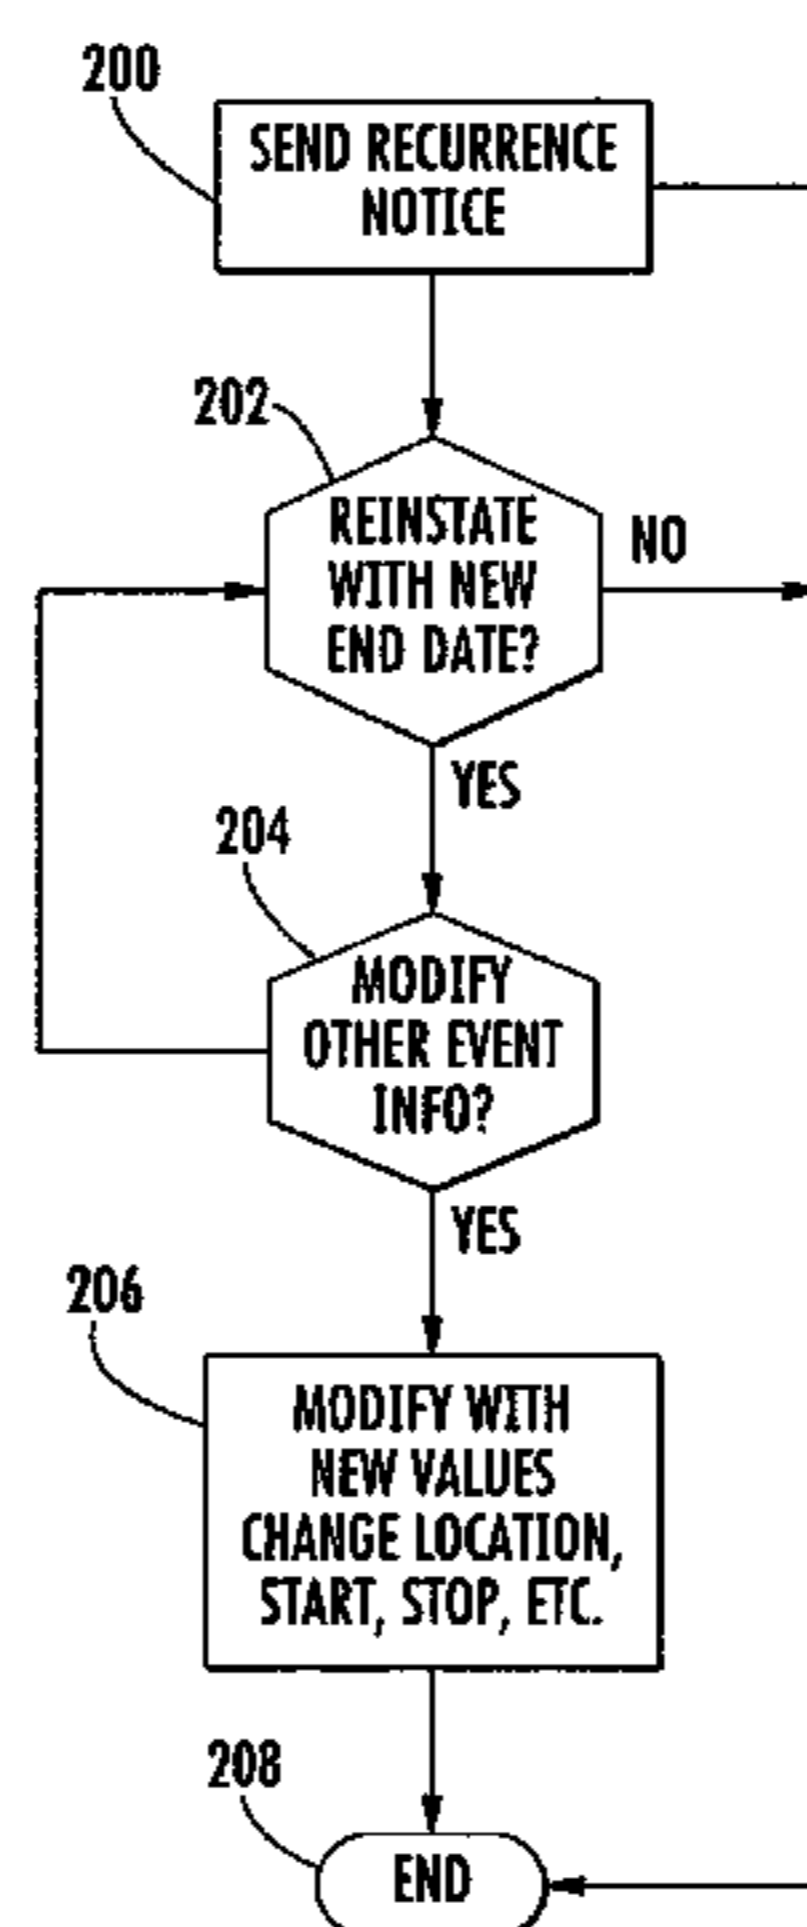 200
SEND RECURRENCE
NOTICE
202
REINSTATE
WITH NEW
END DATE?
NO
YES
204
MODIFY
OTHER EVENT
INFO?
YES
206
MODIFY WITH
NEW VALUES
CHANGE LOCATION,
START, STOP, ETC.
208
END